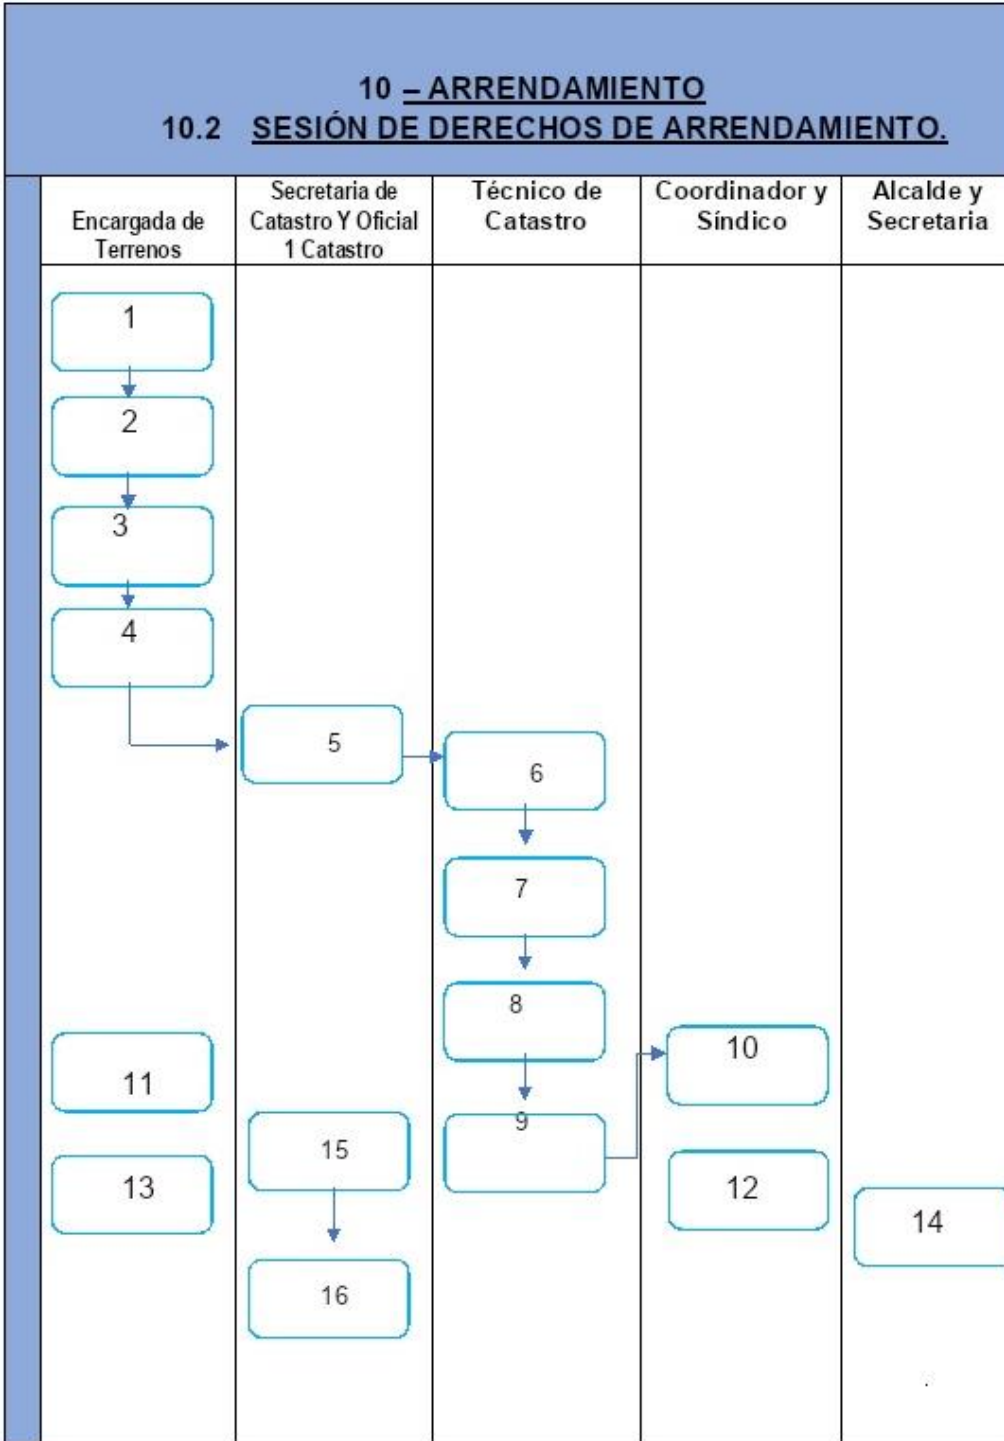 10 – ARRENDAMIENTO
10.2 SESIÓN DE DERECHOS DE ARRENDAMIENTO.
Encargada de
Terrenos
Secretaria de
Catastro Y Oficial
1 Catastro
Técnico de
Catastro
Coordinador y
Síndico
Alcalde y
Secretaria
1
2
3
4
5
6
7
8
9
10
11
12
13
14
15
16